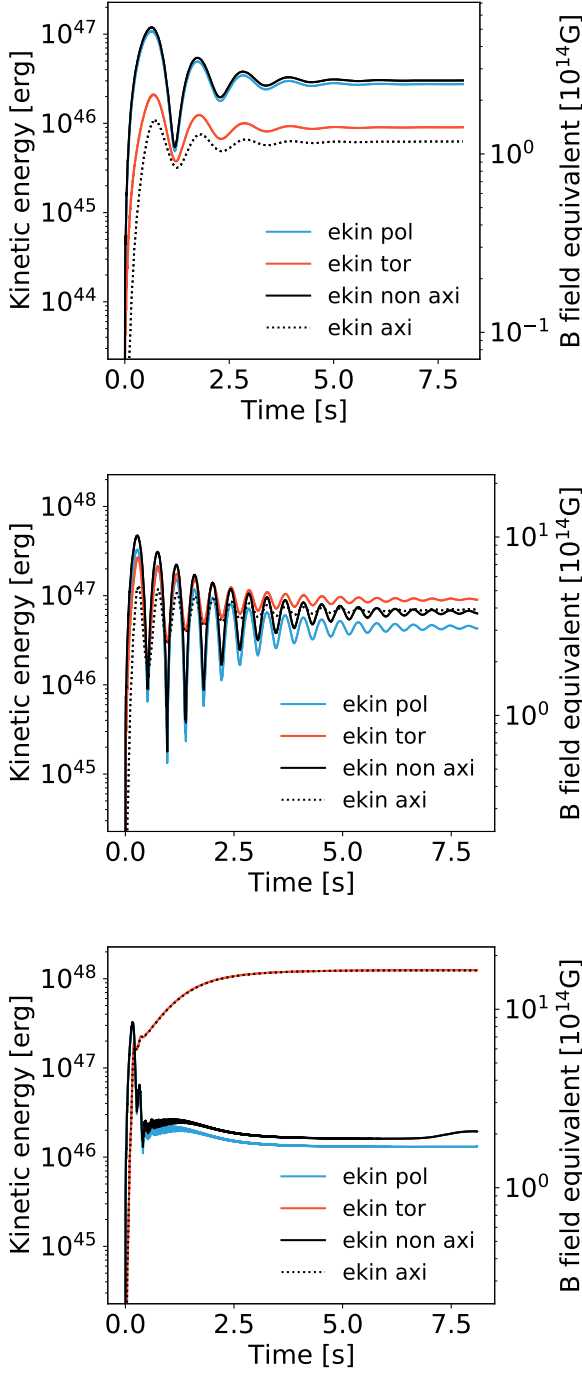 Kinetic energy [erg]
10^47
10^46
10^45
10^44
10^0
10^-1
B field equivalent [10^14G]
ekin pol
ekin tor
ekin non axi
ekin axi
0.0 2.5 5.0 7.5
Time [s]
Kinetic energy [erg]
10^48
10^47
10^46
10^45
10^1
10^0
B field equivalent [10^14G]
ekin pol
ekin tor
ekin non axi
ekin axi
0.0 2.5 5.0 7.5
Time [s]
Kinetic energy [erg]
10^48
10^47
10^46
10^45
10^1
10^0
B field equivalent [10^14G]
ekin pol
ekin tor
ekin non axi
ekin axi
0.0 2.5 5.0 7.5
Time [s]